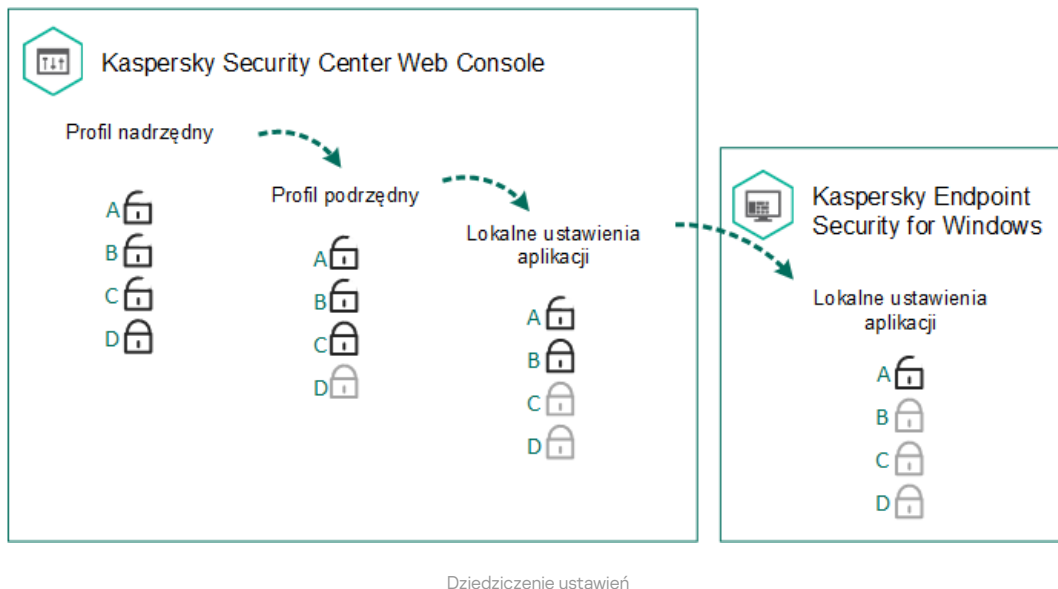 Kaspersky Security Center Web Console
Profil nadrzędny
A
B
C
D
Profil podrzędny
A
B
C
D
Lokalne ustawienia
aplikacji
A
B
C
D
Kaspersky Endpoint
Security for Windows
Lokalne ustawienia
aplikacji
A
B
C
D
Dziedziczenie ustawień